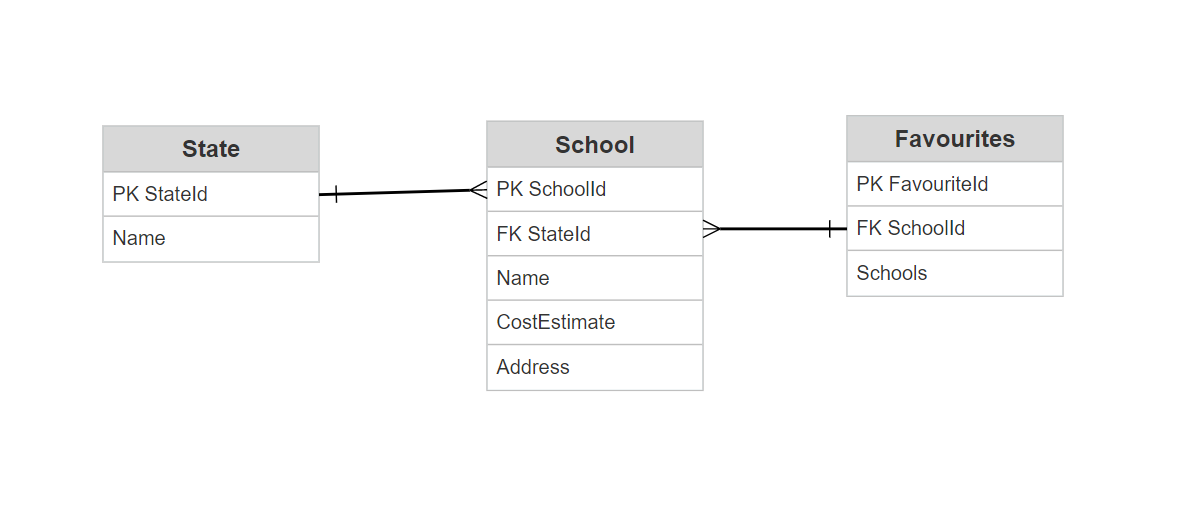 State
PK StateId
Name
School
PK SchoolId
FK StateId
Name
CostEstimate
Address
Favourites
PK FavouriteId
FK SchoolId
Schools